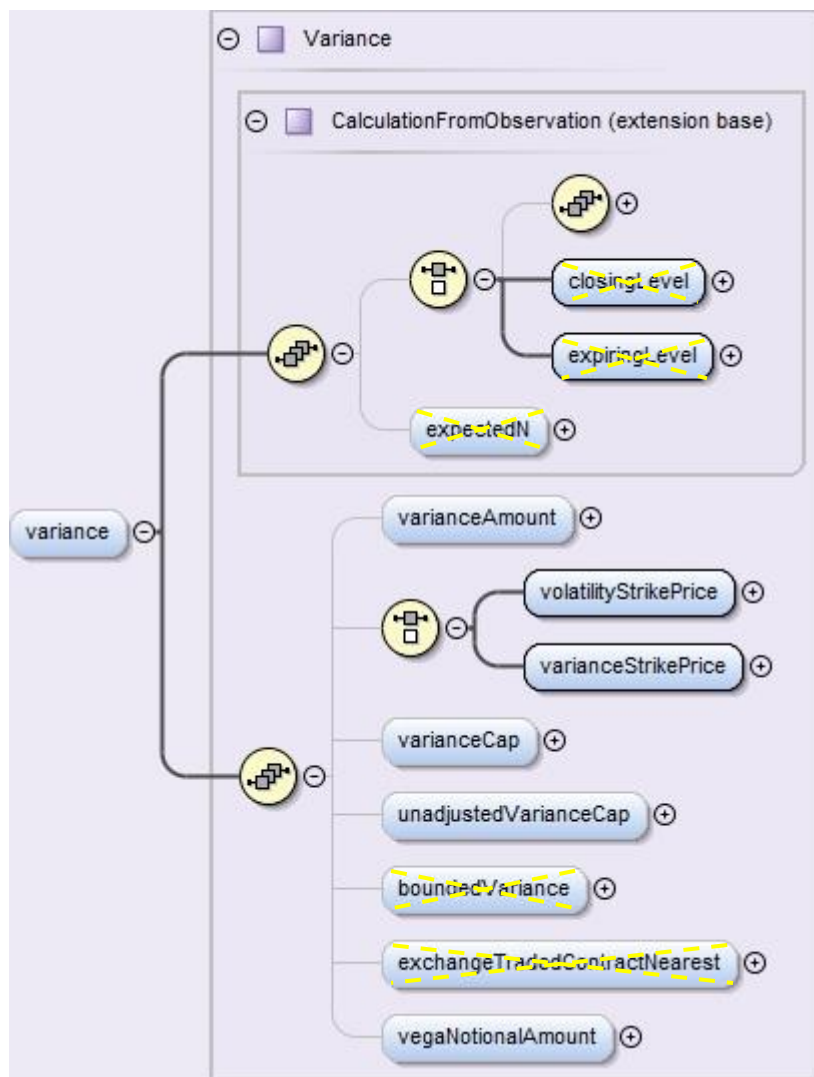 Variance
CalculationFromObservation (extension base)
closingLevel
expiringLevel
expectedN
varianceAmount
variance
volatilityStrikePrice
varianceStrikePrice
varianceCap
unadjustedVarianceCap
boundedVariance
exchangeTradedContractNearest
vegaNotionalAmount